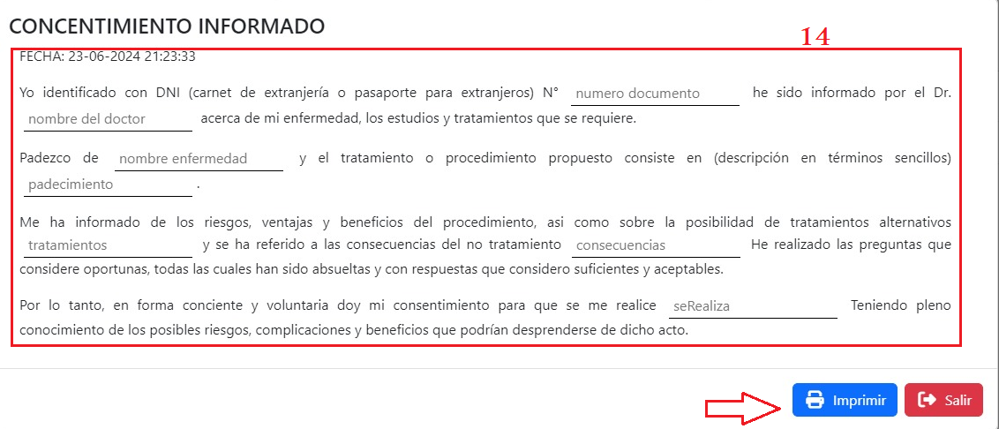 CONCENTIMIENTO INFORMADO
14
FECHA: 23-06-2024 21:23:33
Yo identificado con DNI (carnet de extranjería o pasaporte para extranjeros) N° numero documento he sido informado por el Dr.
nombre del doctor acerca de mi enfermedad, los estudios y tratamientos que se requiere.
Padezco de nombre enfermedad y el tratamiento o procedimiento propuesto consiste en (descripción en términos sencillos)
padecimiento .
Me ha informado de los riesgos, ventajas y beneficios del procedimiento, asi como sobre la posibilidad de tratamientos alternativos
tratamientos y se ha referido a las consecuencias del no tratamiento consecuencias He realizado las preguntas que
considere oportunas, todas las cuales han sido absueltas y con respuestas que considero suficientes y aceptables.
Por lo tanto, en forma conciente y voluntaria doy mi consentimiento para que se me realice seRealiza Teniendo pleno
conocimiento de los posibles riesgos, complicaciones y beneficios que podrían desprenderse de dicho acto.
Imprimir Salir